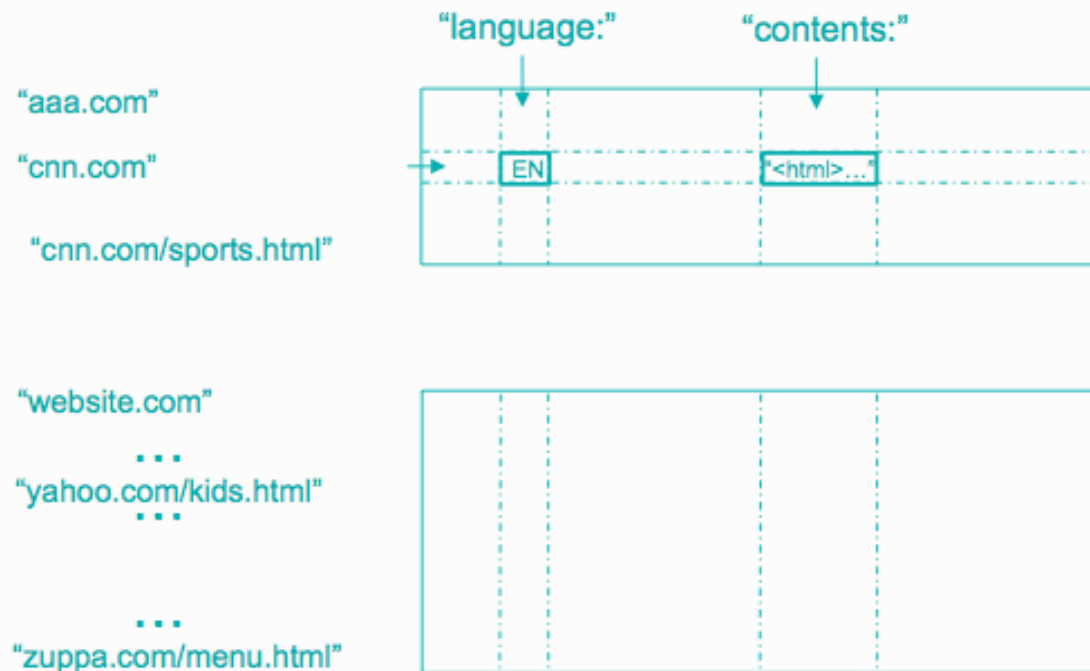 “language:” “contents:”
“aaa.com”
“cnn.com” EN “<html>…”
“cnn.com/sports.html”
“website.com”
...
“yahoo.com/kids.html”
...
...
“zuppa.com/menu.html”